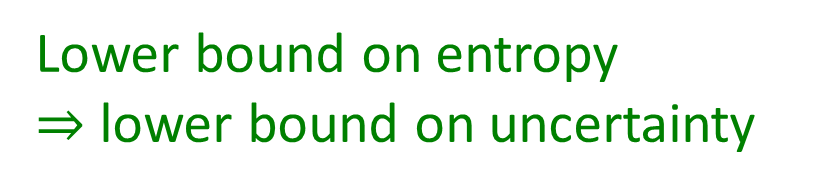 Lower bound on entropy
⇒ lower bound on uncertainty